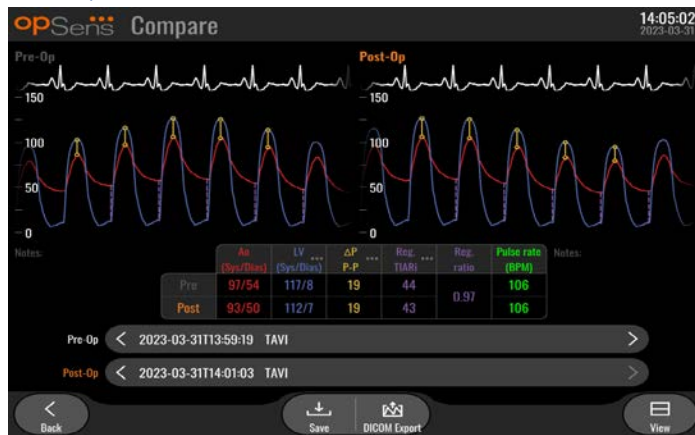 opSens Compare 14:05:02
2023-03-31
Pre-Op Post-Op
150 150
100 100
50 50
0 0
Notes: Ao LV ΔP Reg. Reg. Pulse rate Notes:
(Sys/Dias) (Sys/Dias) P-P TIARi ratio (BPM)
Pre 97/54 117/8 19 44 0.97 106
Post 93/50 112/7 19 43 106
Pre-Op 2023-03-31T13:59:19 TAVI
Post-Op 2023-03-31T14:01:03 TAVI
Back Save DICOM Export View